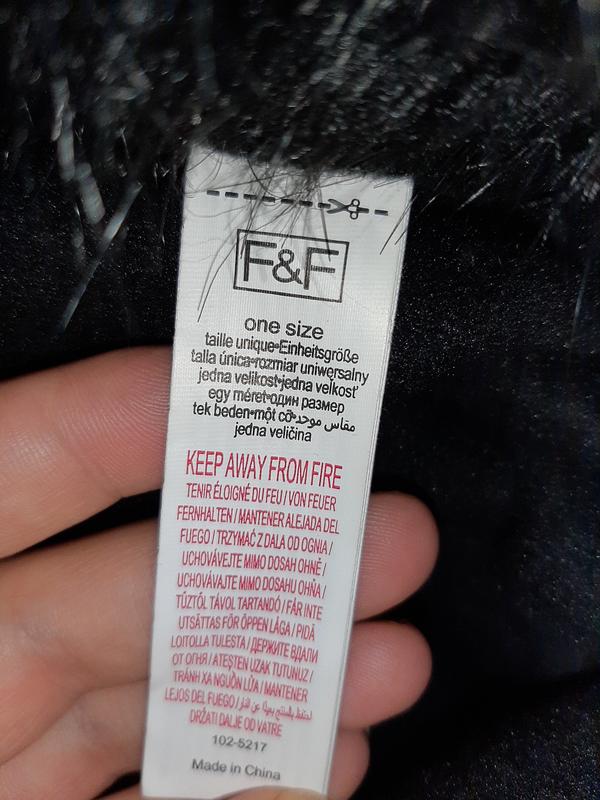 F&F
one size
taille unique•Einheitsgröße
talla única•rozmiar uniwersalny
jedna velikost•jedna veľkosť
egy méret•один размер
tek beden•một cỡ•مقاس موحد
jedna veličina
KEEP AWAY FROM FIRE
TENIR ÉLOIGNÉ DU FEU / VON FEUER
FERNHALTEN / MANTENER ALEJADA DEL
FUEGO / TRZYMAĆ Z DALA OD OGNIA /
UCHOVÁVEJTE MIMO DOSAH OHNĚ /
UCHOVÁVAJTE MIMO DOSAHU OHŇA /
TŰZTŐL TÁVOL TARTANDÓ / FÅR INTE
UTSÄTTAS FÖR ÖPPEN LÅGA / PIDÄ
LOITOLLA TULESTA / ДЕРЖИТЕ ВДАЛИ
ОТ ОГНЯ / ATEŞTEN UZAK TUTUNUZ /
TRÁNH XA NGUỒN LỬA / MANTENER
LEJOS DEL FUEGO /
DRŽATI DALJE OD VATRE
102-5217
Made in China